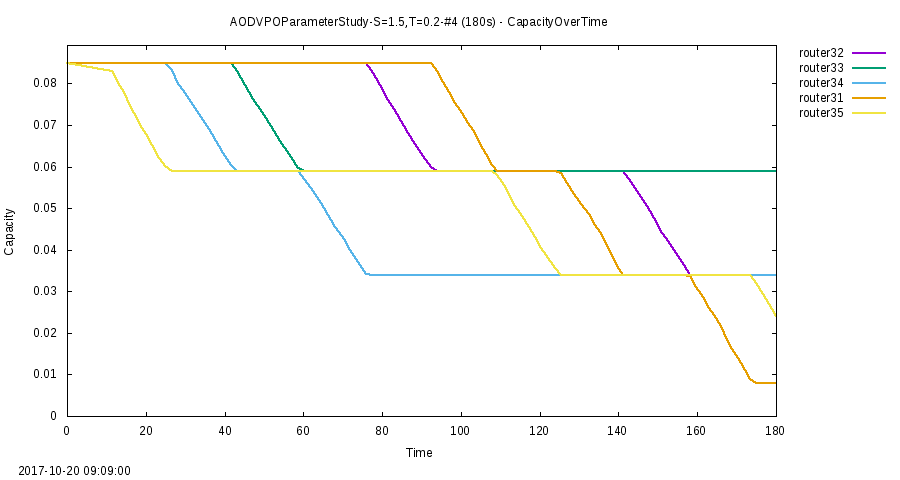 AODVPOParameterStudy-S=1.5,T=0.2-#4 (180s) - CapacityOverTime
router32
router33
router34
router31
router35
0.08
0.07
0.06
0.05
0.04
0.03
0.02
0.01
0
Capacity
0 20 40 60 80 100 120 140 160 180
Time
2017-10-20 09:09:00